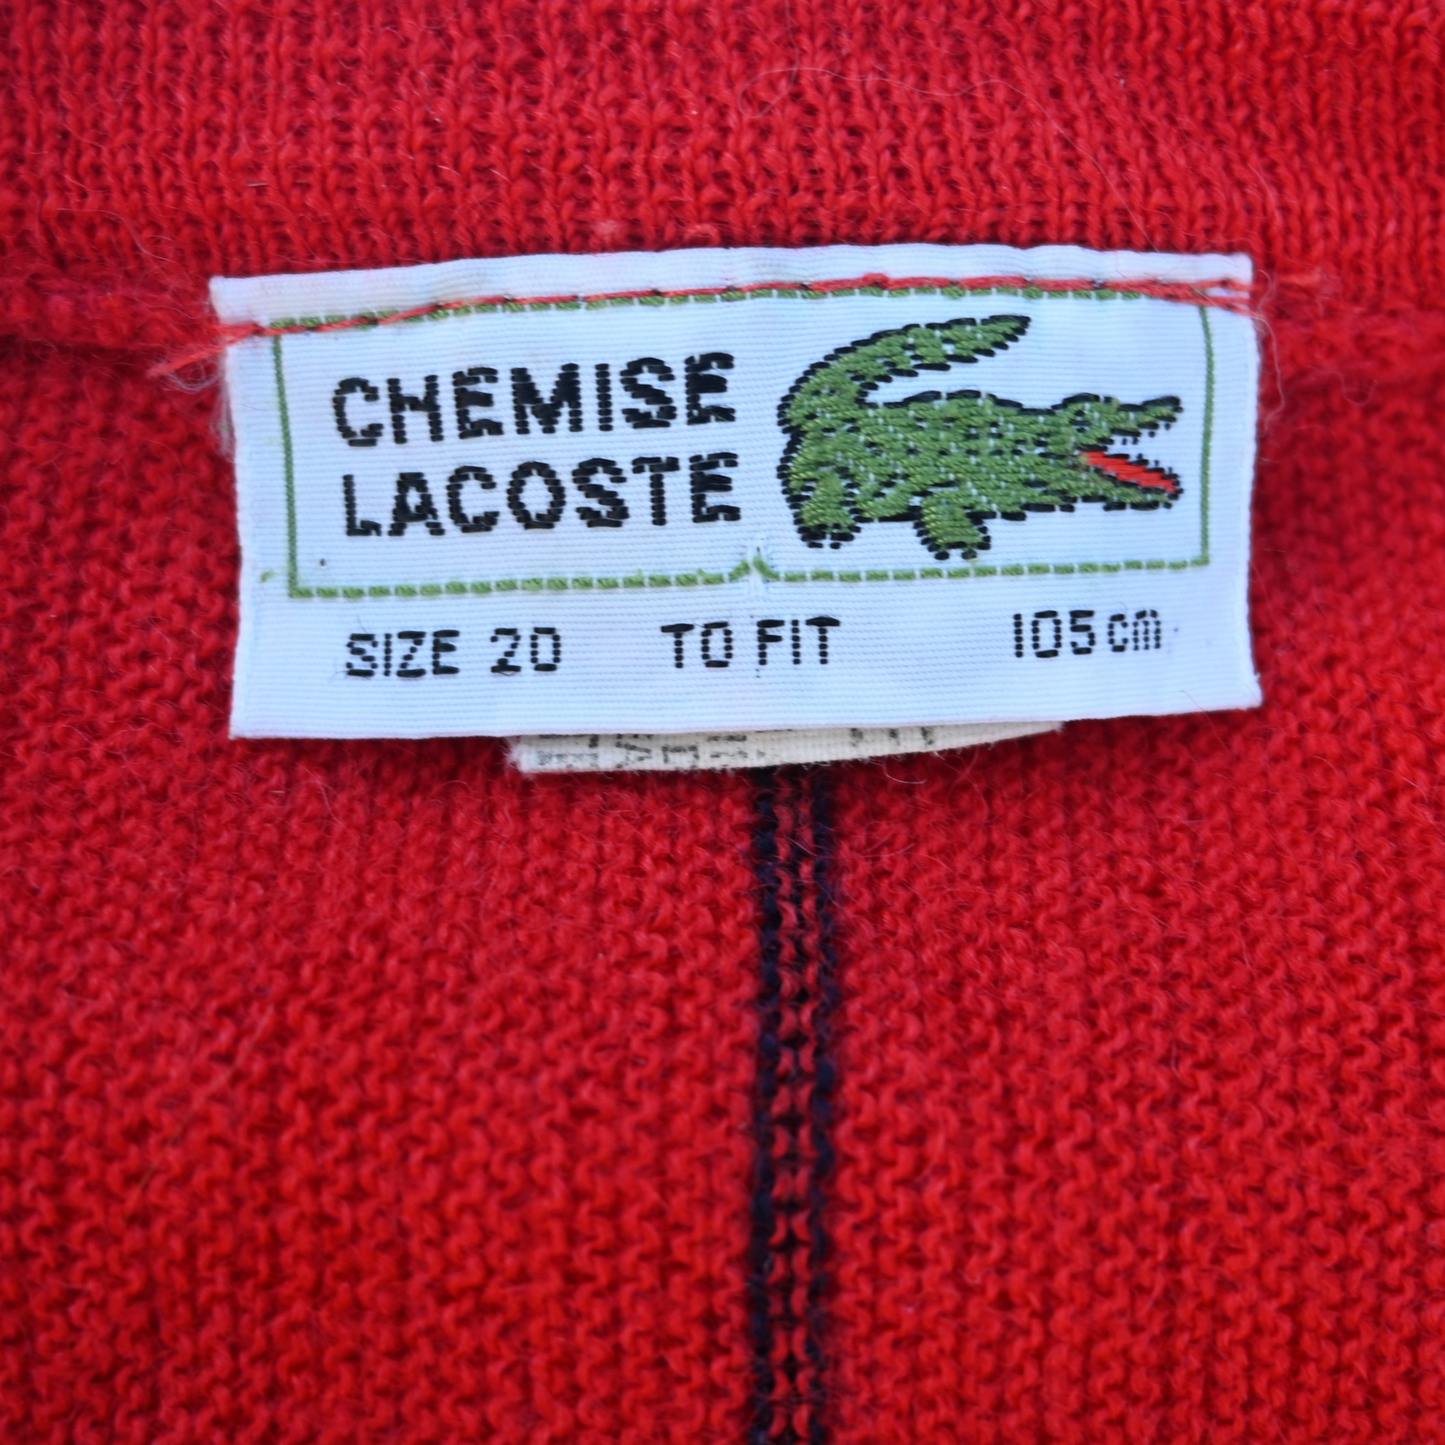 CHEMISE
LACOSTE
SIZE 20 TO FIT 105cm